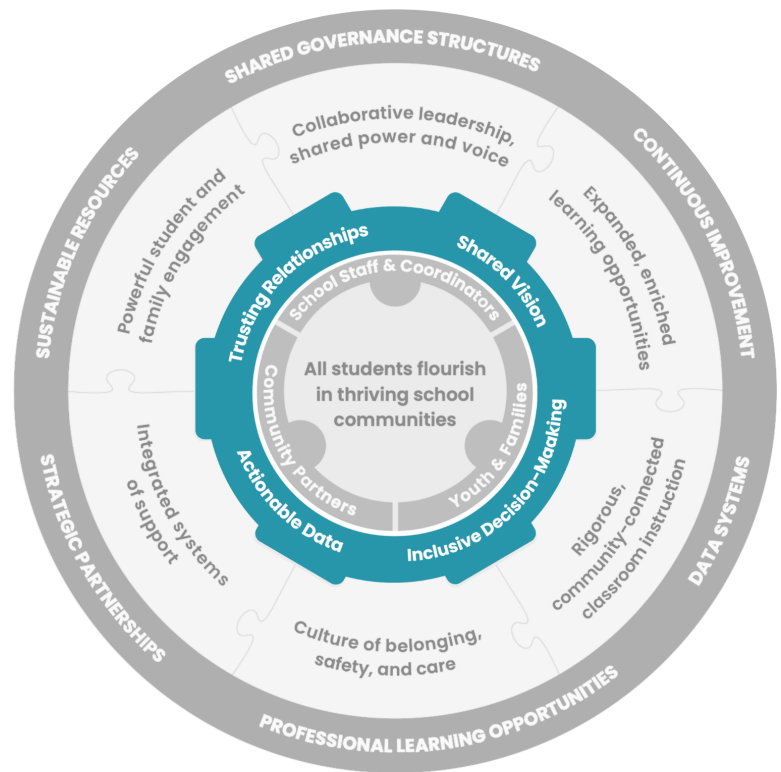 SHARED GOVERNANCE STRUCTURES
CONTINUOUS IMPROVEMENT
DATA SYSTEMS
PROFESSIONAL LEARNING OPPORTUNITIES
STRATEGIC PARTNERSHIPS
SUSTAINABLE RESOURCES
Collaborative leadership,
shared power and voice
Expanded, enriched
learning opportunities
Rigorous,
community-connected
classroom instruction
Culture of belonging,
safety, and care
Integrated systems
of support
Powerful student and
family engagement
Trusting Relationships
Shared Vision
Inclusive Decision-Maaking
Actionable Data
School Staff & Coordinators
Youth & Families
Community Partners
All students flourish
in thriving school
communities